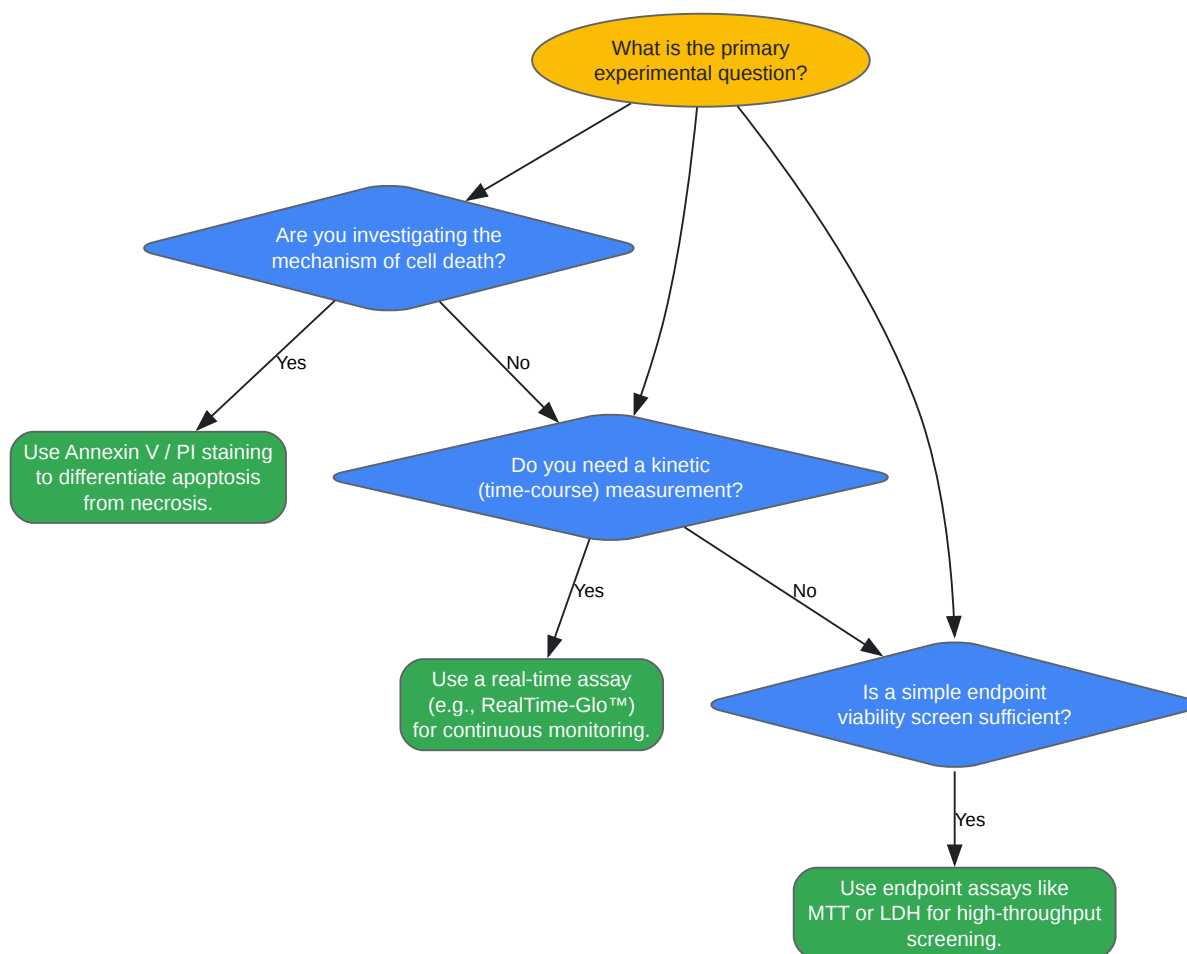 What is the primary
experimental question?
Are you investigating the
mechanism of cell death?
Yes
No
Use Annexin V / PI staining
to differentiate apoptosis
from necrosis.
Do you need a kinetic
(time-course) measurement?
Yes
No
Use a real-time assay
(e.g., RealTime-Glo™)
for continuous monitoring.
Is a simple endpoint
viability screen sufficient?
Yes
Use endpoint assays like
MTT or LDH for high-throughput
screening.